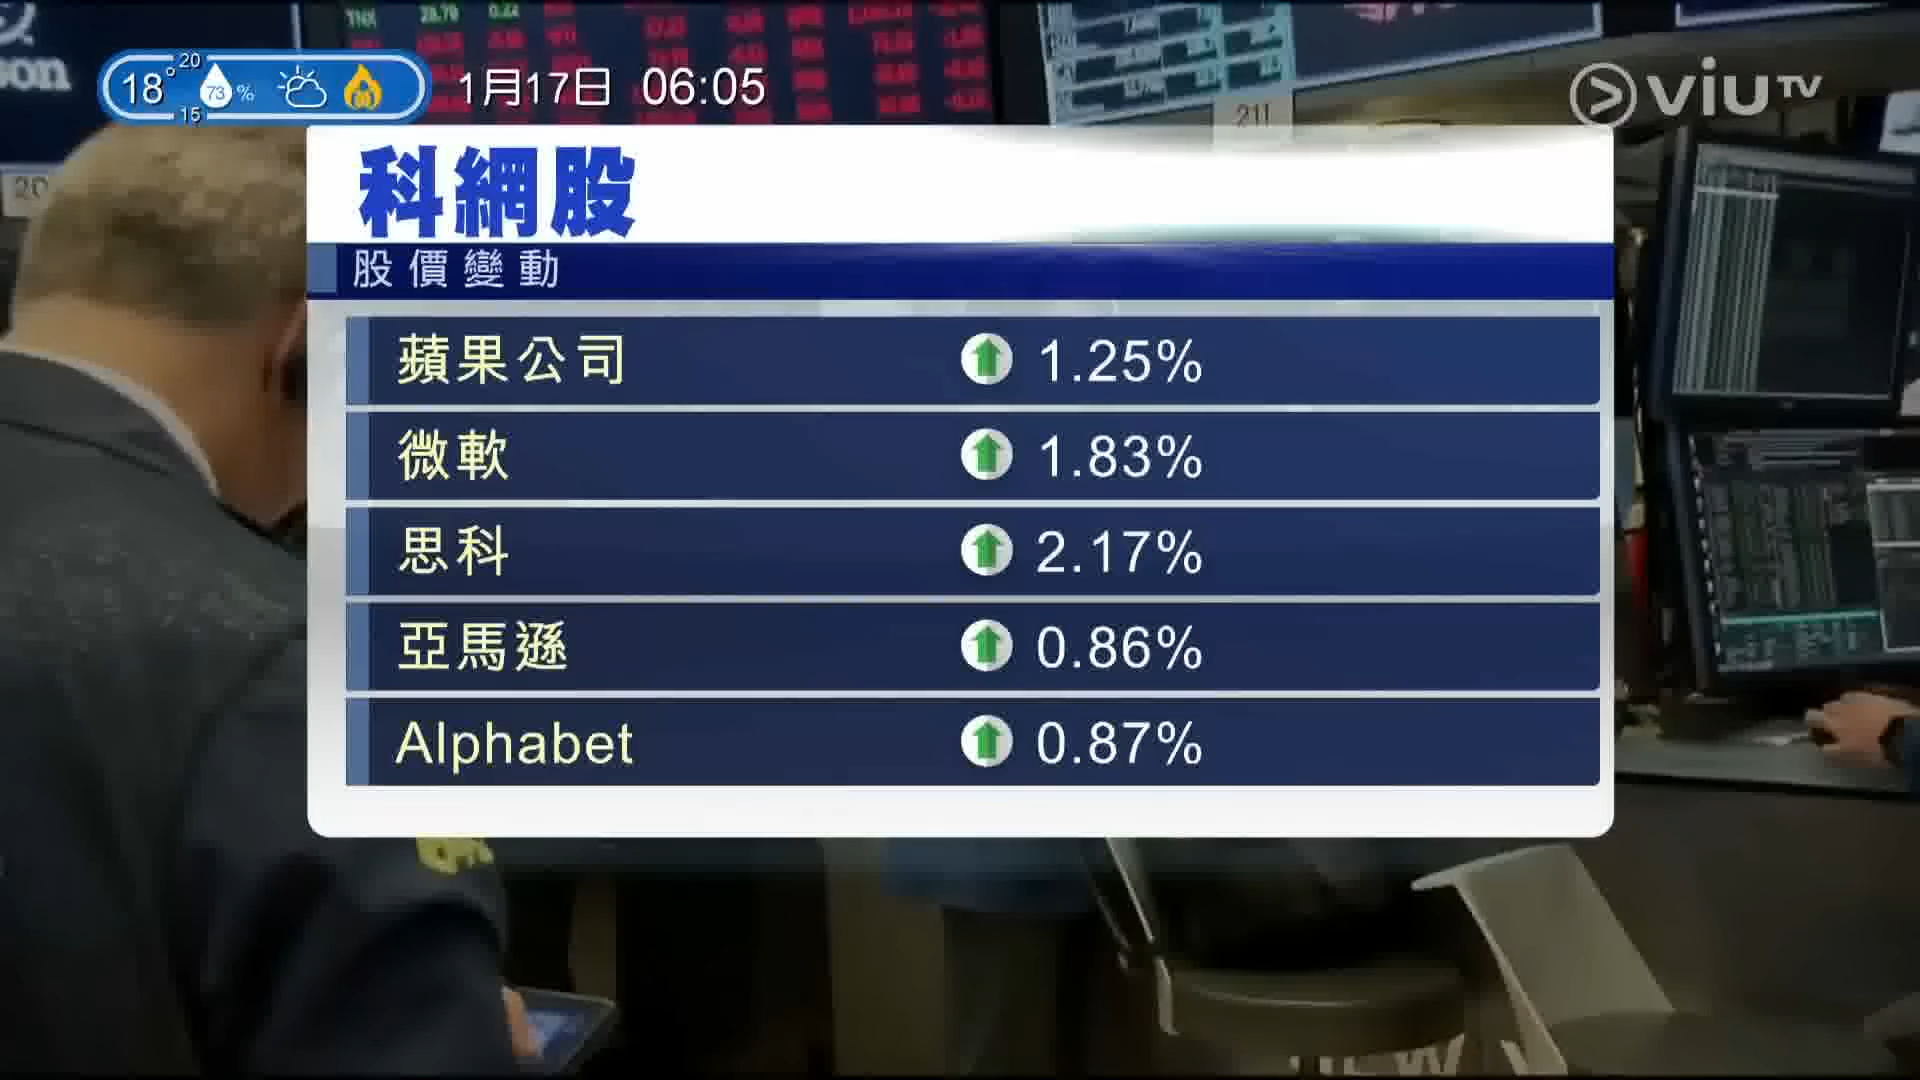 18° 20 15 73% 1月17日 06:05
viuTV
211
科網股
股價變動
蘋果公司 1.25%
微軟 1.83%
思科 2.17%
亞馬遜 0.86%
Alphabet 0.87%